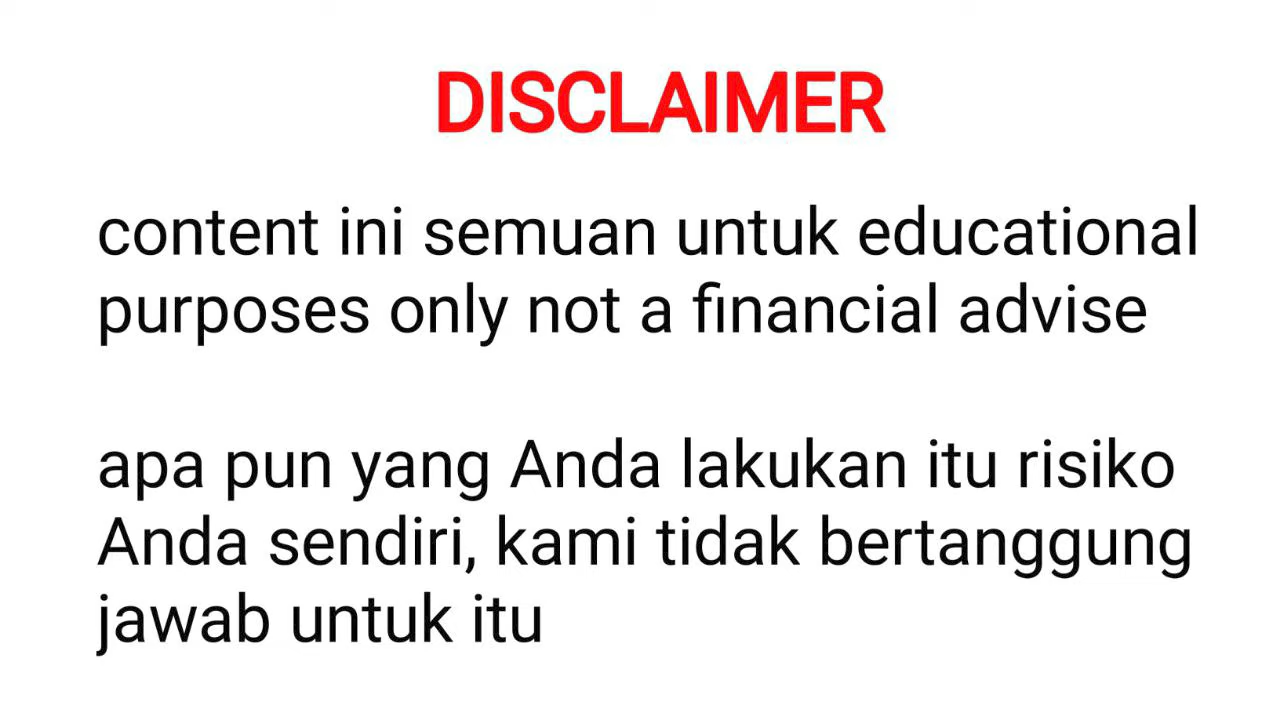 DISCLAIMER
content ini semuan untuk educational
purposes only not a financial advise
apa pun yang Anda lakukan itu risiko
Anda sendiri, kami tidak bertanggung
jawab untuk itu